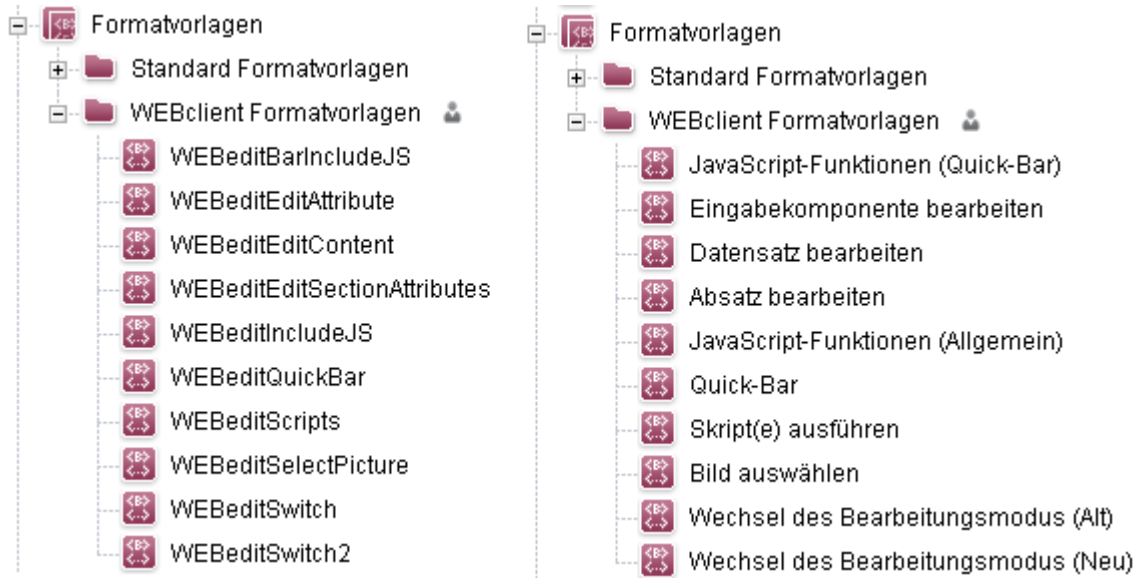 Formatvorlagen
Standard Formatvorlagen
WEBclient Formatvorlagen
WEBeditBarIncludeJS
WEBeditEditAttribute
WEBeditEditContent
WEBeditEditSectionAttributes
WEBeditIncludeJS
WEBeditQuickBar
WEBeditScripts
WEBeditSelectPicture
WEBeditSwitch
WEBeditSwitch2
Formatvorlagen
Standard Formatvorlagen
WEBclient Formatvorlagen
JavaScript-Funktionen (Quick-Bar)
Eingabekomponente bearbeiten
Datensatz bearbeiten
Absatz bearbeiten
JavaScript-Funktionen (Allgemein)
Quick-Bar
Skript(e) ausführen
Bild auswählen
Wechsel des Bearbeitungsmodus (Alt)
Wechsel des Bearbeitungsmodus (Neu)